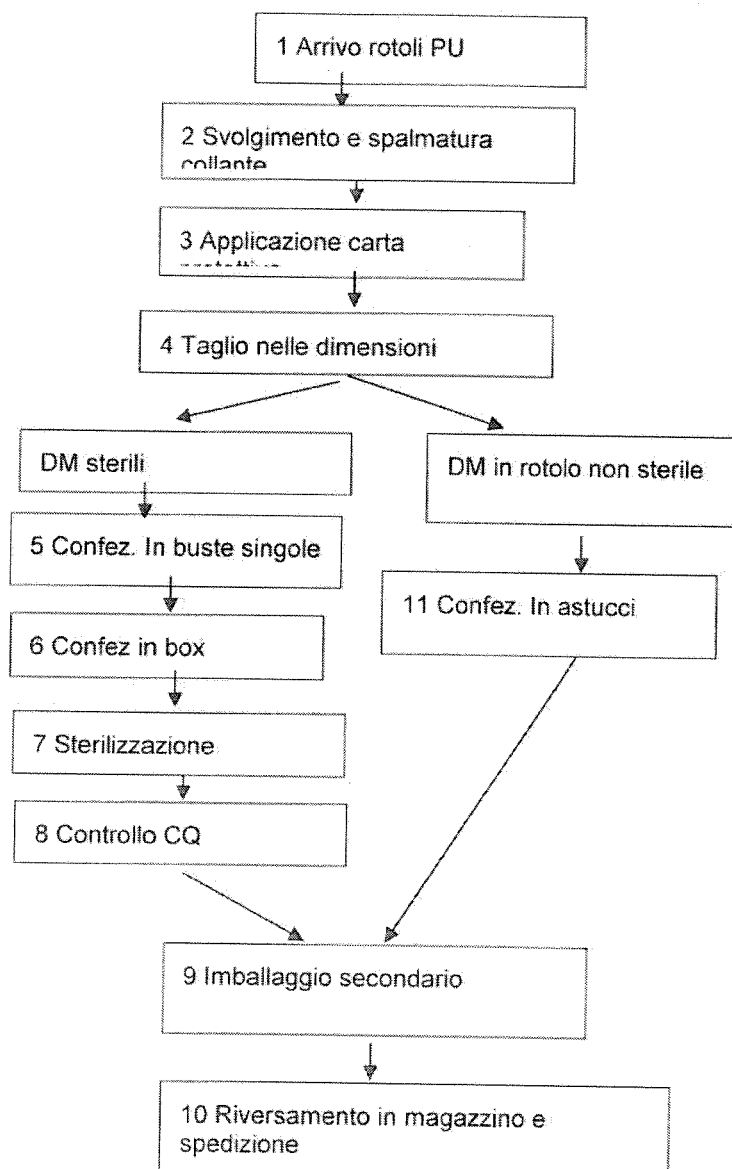 1 Arrivo rotoli PU
2 Svolgimento e spalmatura
collante
3 Applicazione carta
4 Taglio nelle dimensioni
DM sterili
DM in rotolo non sterile
5 Confez. In buste singole
11 Confez. In astucci
6 Confez in box
7 Sterilizzazione
8 Controllo CQ
9 Imballaggio secondario
10 Riversamento in magazzino e
spedizione